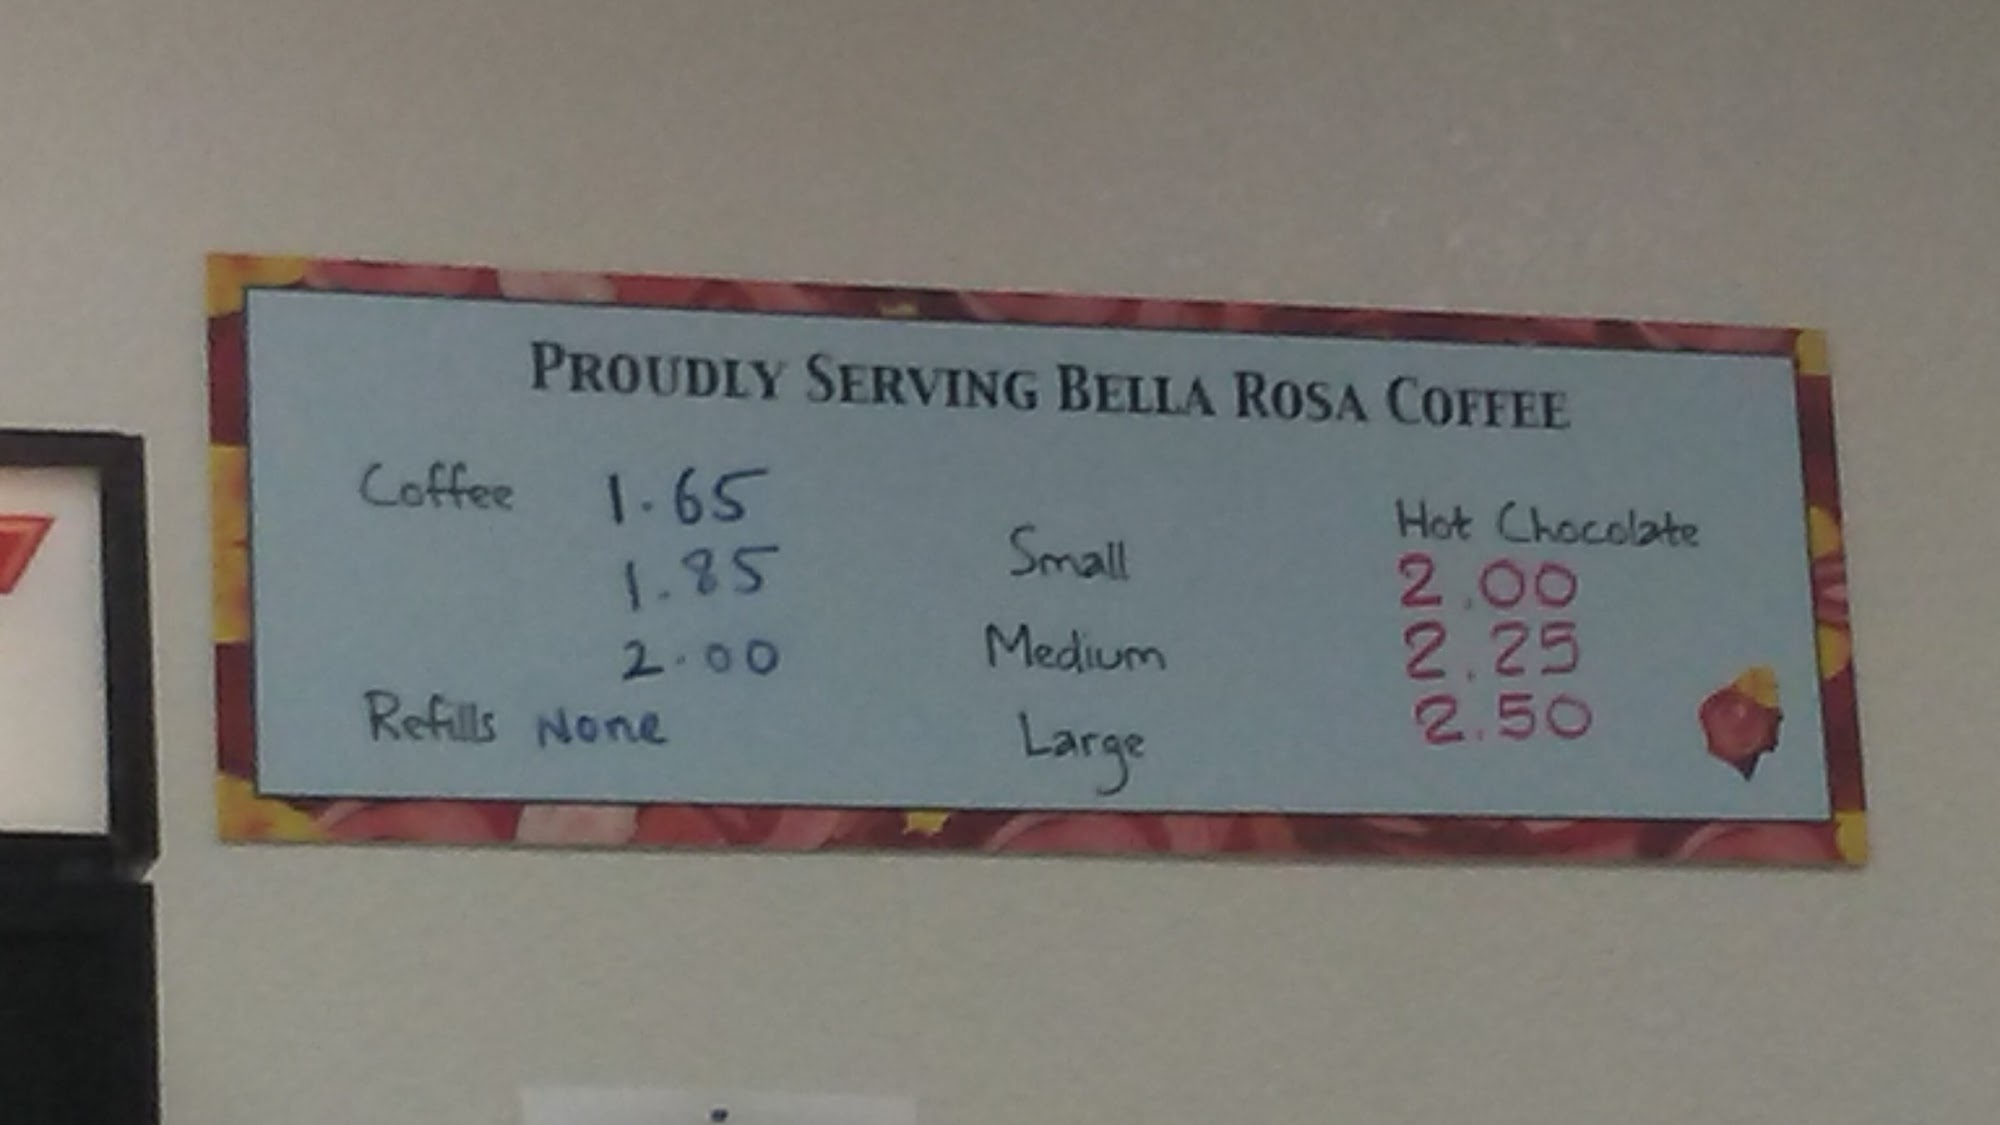 PROUDLY SERVING BELLA ROSA COFFEE
Coffee 1.65
1.85
2.00
Refills None
Small
Medium
Large
Hot Chocolate
2.00
2.25
2.50